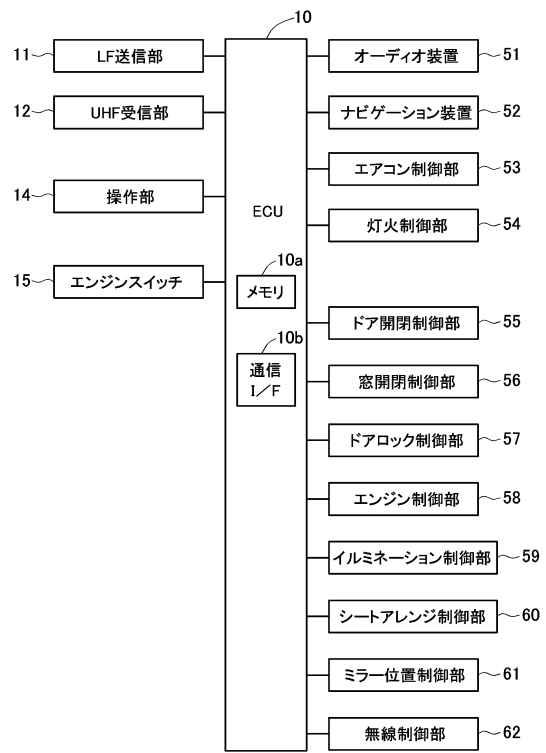 10
11
LF送信部
12
UHF受信部
14
操作部
15
エンジンスイッチ
ECU
10a
メモリ
10b
通信
I／F
オーディオ装置
51
ナビゲーション装置
52
エアコン制御部
53
灯火制御部
54
ドア開閉制御部
55
窓開閉制御部
56
ドアロック制御部
57
エンジン制御部
58
イルミネーション制御部
59
シートアレンジ制御部
60
ミラー位置制御部
61
無線制御部
62